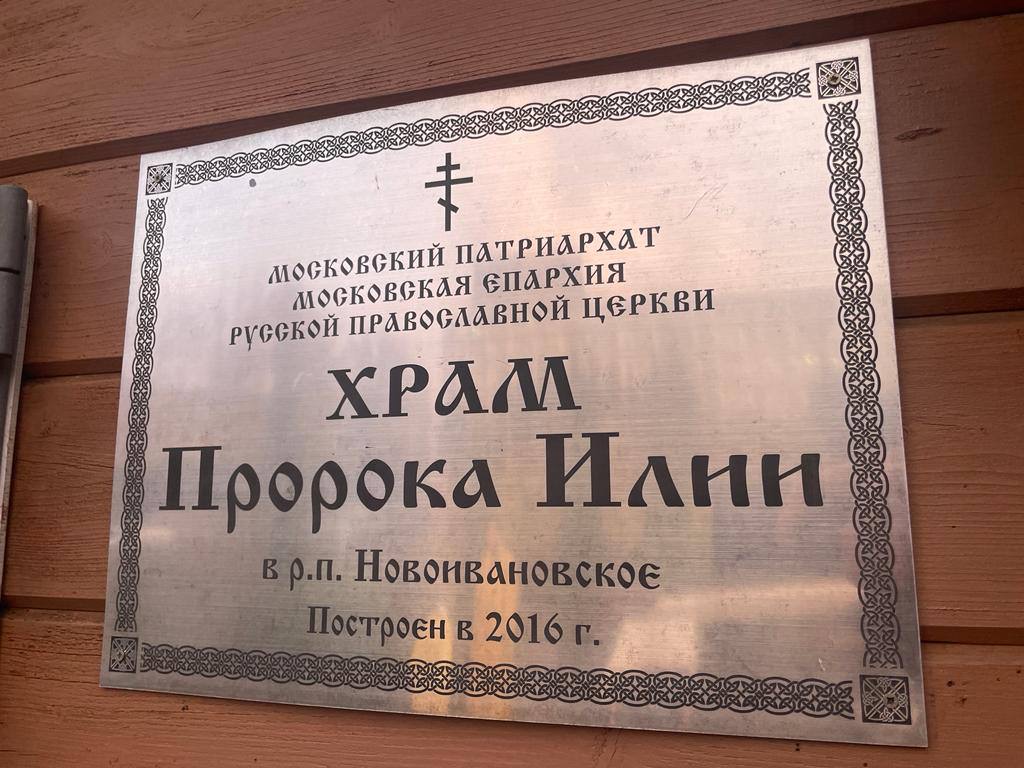 МОСКОВСКИЙ ПАТРИАРХАТ
МОСКОВСКАЯ ЕПАРХИЯ
РУССКОЙ ПРАВОСЛАВНОЙ ЦЕРКВИ
ХРАМ
Пророка Илии
в р.п. Новоивановское
Построен в 2016 г.